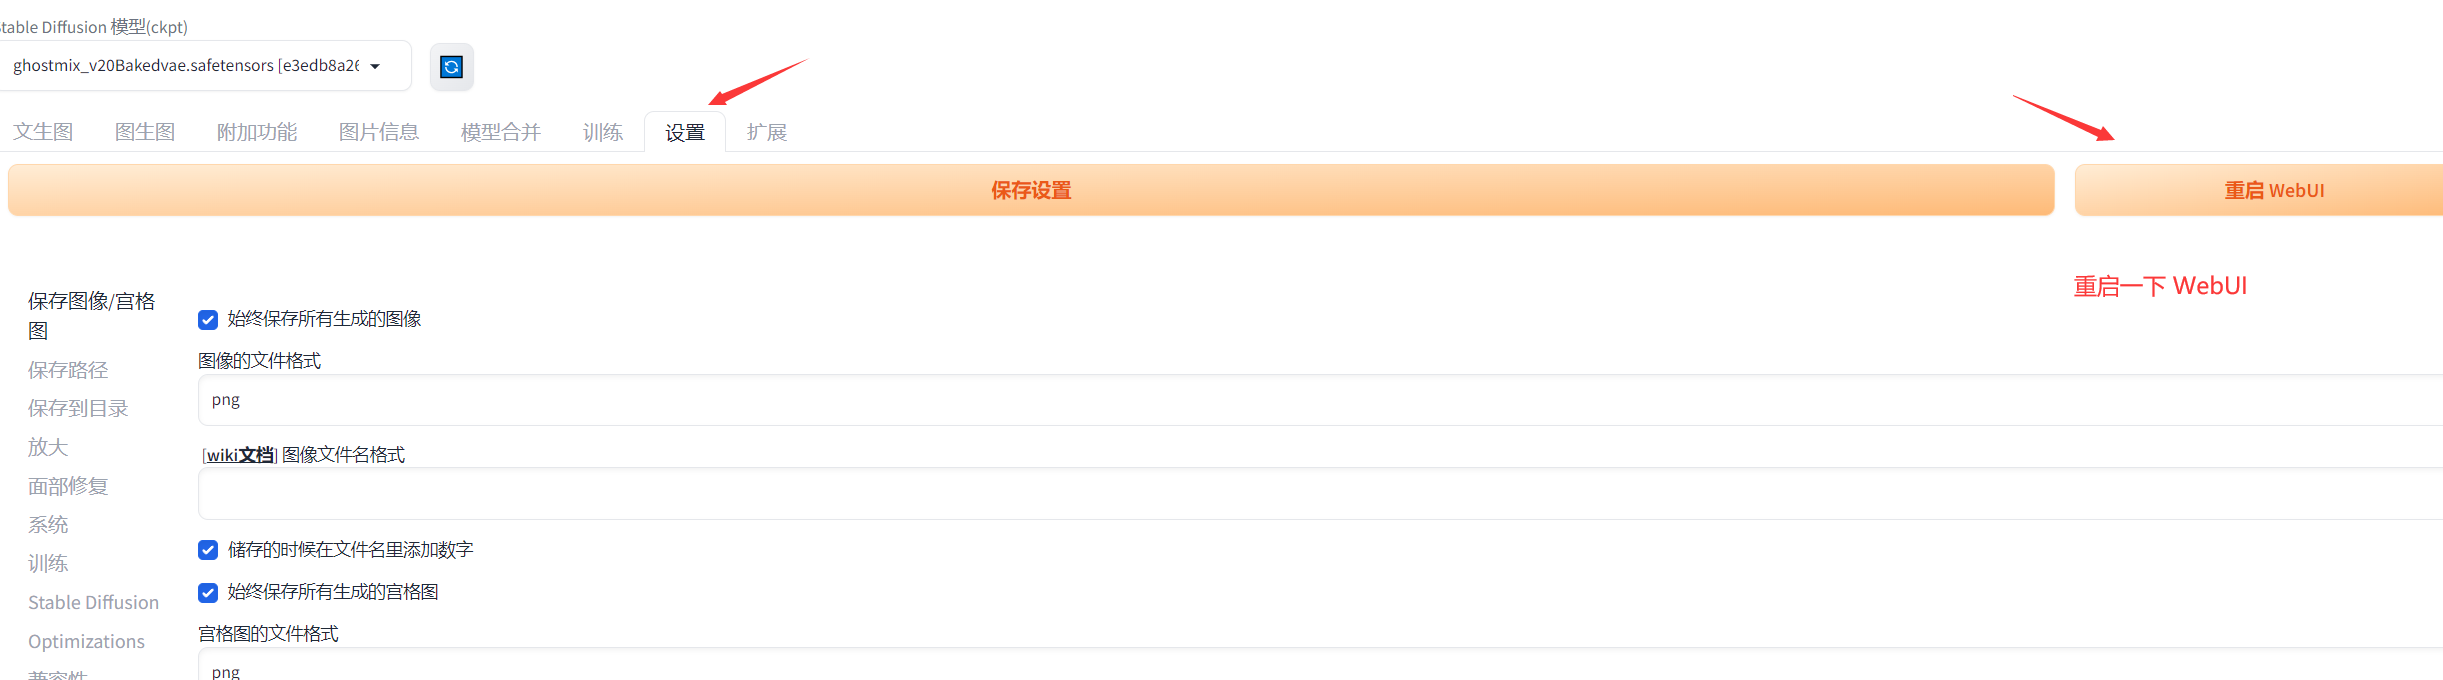 table Diffusion 模型(ckpt)
ghostmix_v20Bakedvae.safetensors [e3edb8a26
文生图 图生图 附加功能 图片信息 模型合并 训练 设置 扩展
保存设置 重启 WebUI
重启一下 WebUI
保存图像/宫格图
保存路径
保存到目录
放大
面部修复
系统
训练
Stable Diffusion
Optimizations
兼容性
始终保存所有生成的图像
图像的文件格式
png
[wiki文档] 图像文件名格式
储存的时候在文件名里添加数字
始终保存所有生成的宫格图
宫格图的文件格式
png